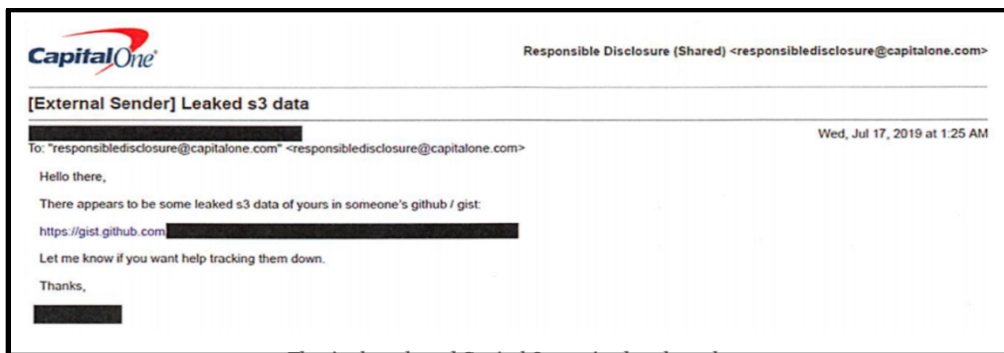 CapitalOne
Responsible Disclosure (Shared) <responsibledisclosure@capitalone.com>
[External Sender] Leaked s3 data
Wed, Jul 17, 2019 at 1:25 AM
To: "responsibledisclosure@capitalone.com" <responsibledisclosure@capitalone.com>
Hello there,
There appears to be some leaked s3 data of yours in someone's github / gist:
https://gist.github.com
Let me know if you want help tracking them down.
Thanks,